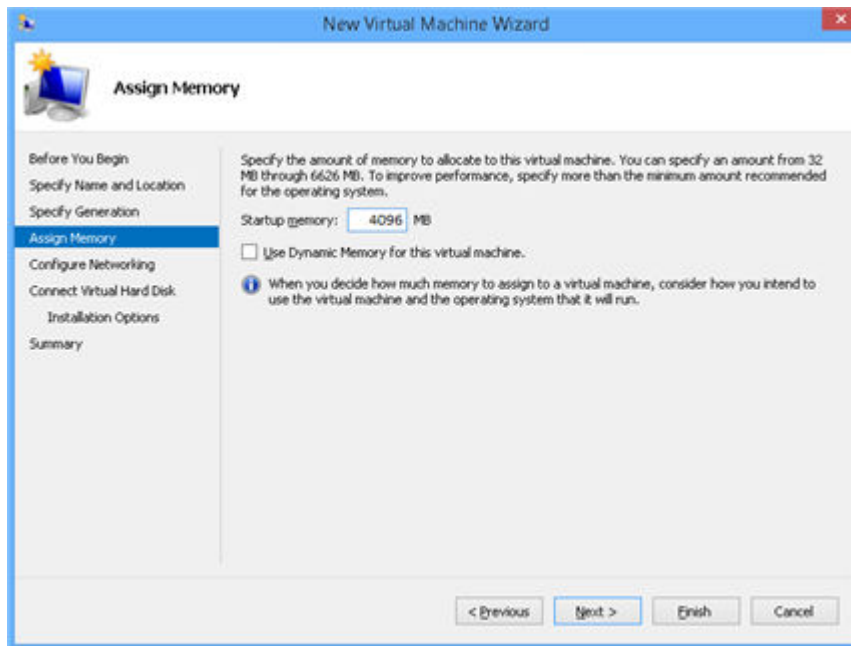 New Virtual Machine Wizard
Assign Memory
Before You Begin
Specify Name and Location
Specify Generation
Assign Memory
Configure Networking
Connect Virtual Hard Disk
Installation Options
Summary
Specify the amount of memory to allocate to this virtual machine. You can specify an amount from 32
MB through 6626 MB. To improve performance, specify more than the minimum amount recommended
for the operating system.
Startup memory: 4096 MB
Use Dynamic Memory for this virtual machine.
When you decide how much memory to assign to a virtual machine, consider how you intend to
use the virtual machine and the operating system that it will run.
< Previous Next > Finish Cancel